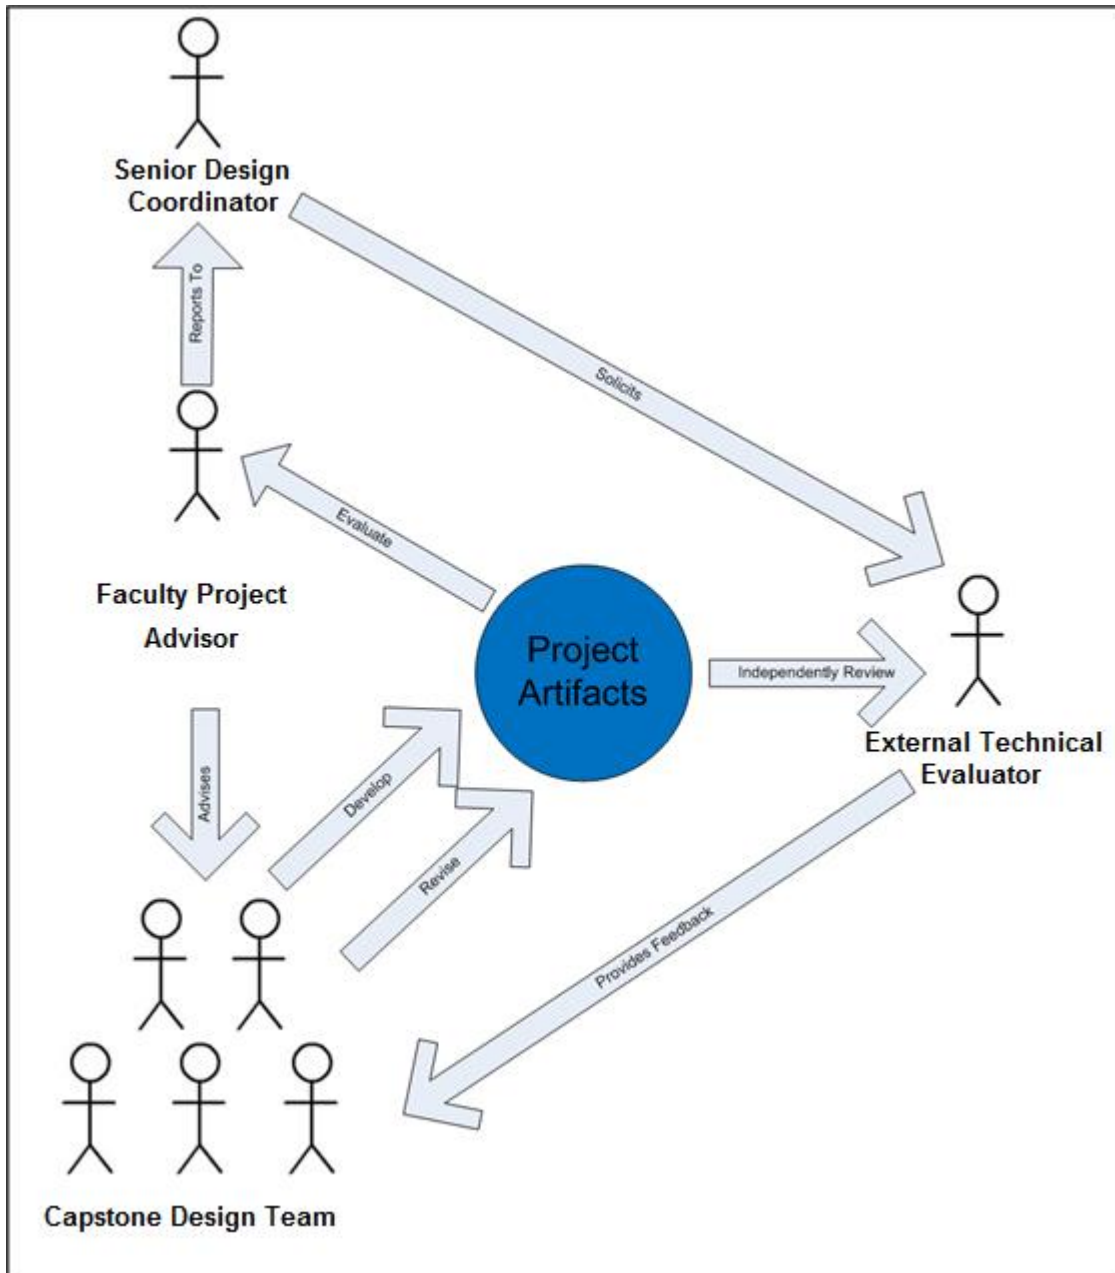 Senior Design
Coordinator
Reports To
Solicits
Evaluate
Faculty Project
Advisor
Project
Artifacts
Independently Review
External Technical
Evaluator
Advises
Develop
Revise
Provides Feedback
Capstone Design Team